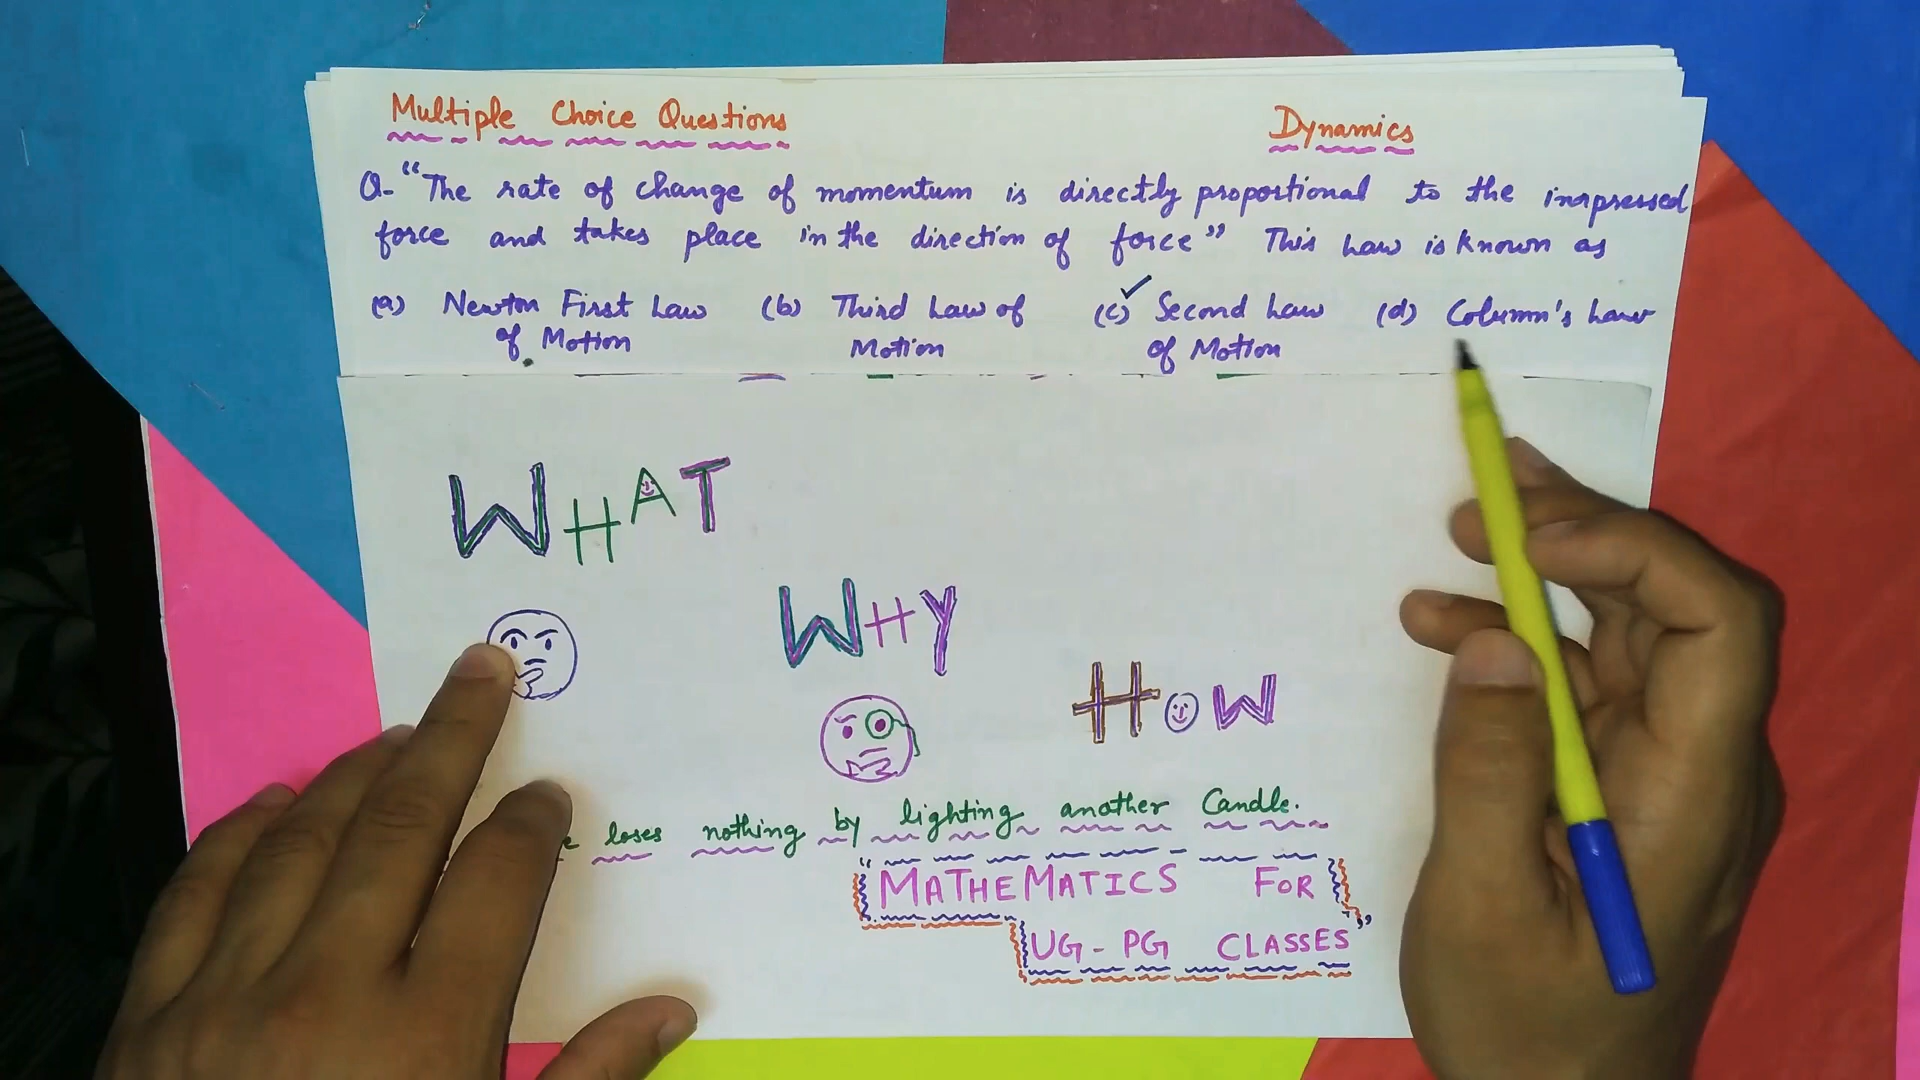 Multiple Choice Questions
Dynamics
Q- "The rate of change of momentum is directly proportional to the impressed
force and takes place in the direction of force" This Law is known as
(a) Newton First Law of Motion
(b) Third Law of Motion
(c) ✓ Second Law of Motion
(d) Column's Law
WHAT
WHY
HOW
loses nothing by lighting another Candle.
"MATHEMATICS FOR
UG-PG CLASSES"